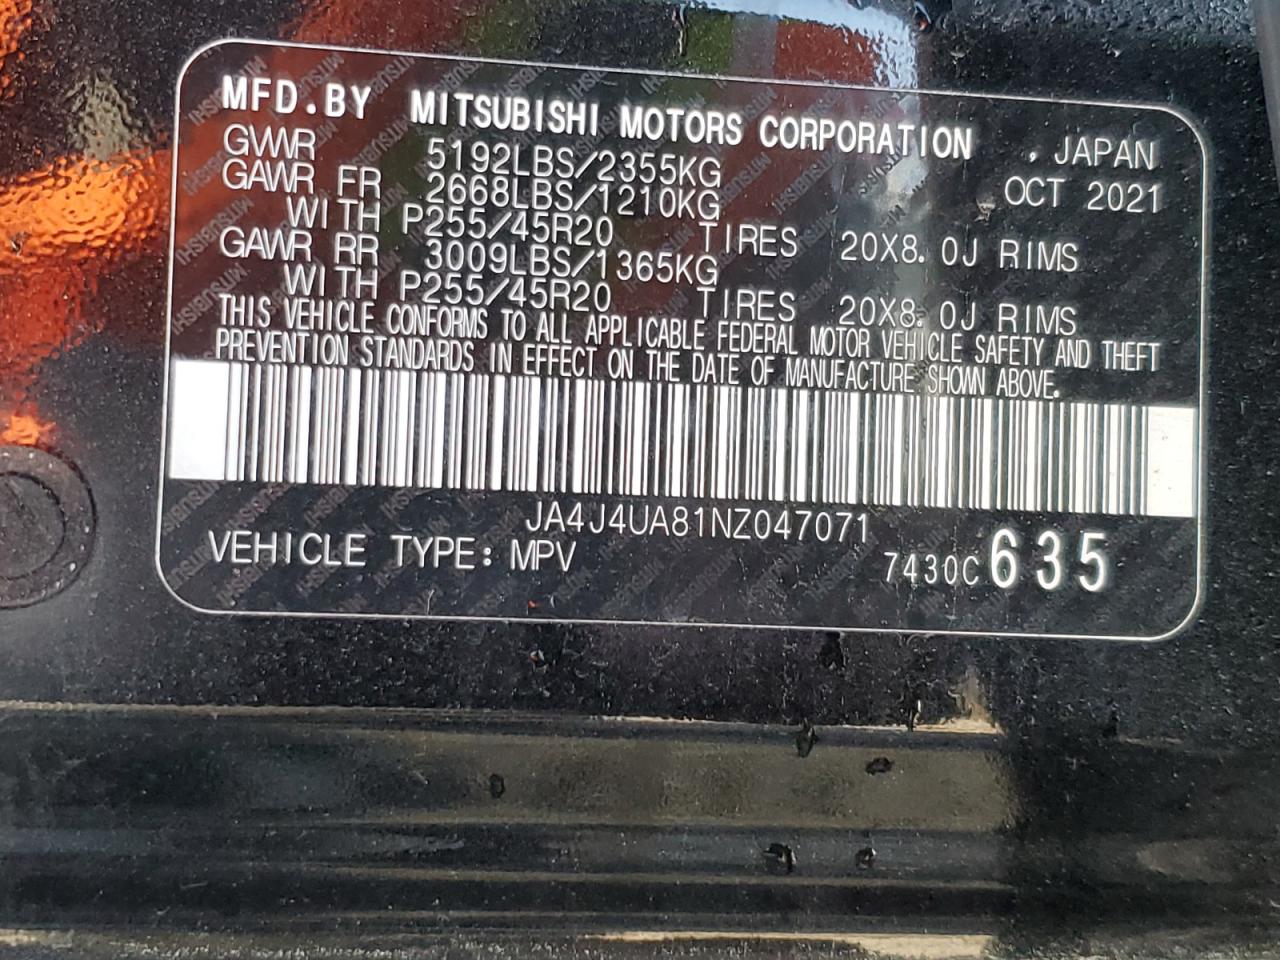 MFD.BY MITSUBISHI MOTORS CORPORATION , JAPAN
GVWR 5192LBS/2355KG OCT 2021
GAWR FR 2668LBS/1210KG
WITH P255/45R20 TIRES 20X8.0J RIMS
GAWR RR 3009LBS/1365KG
WITH P255/45R20 TIRES 20X8.0J RIMS
THIS VEHICLE CONFORMS TO ALL APPLICABLE FEDERAL MOTOR VEHICLE SAFETY AND THEFT
PREVENTION STANDARDS IN EFFECT ON THE DATE OF MANUFACTURE SHOWN ABOVE.
JA4J4UA81NZ047071
VEHICLE TYPE: MPV 7430C 635